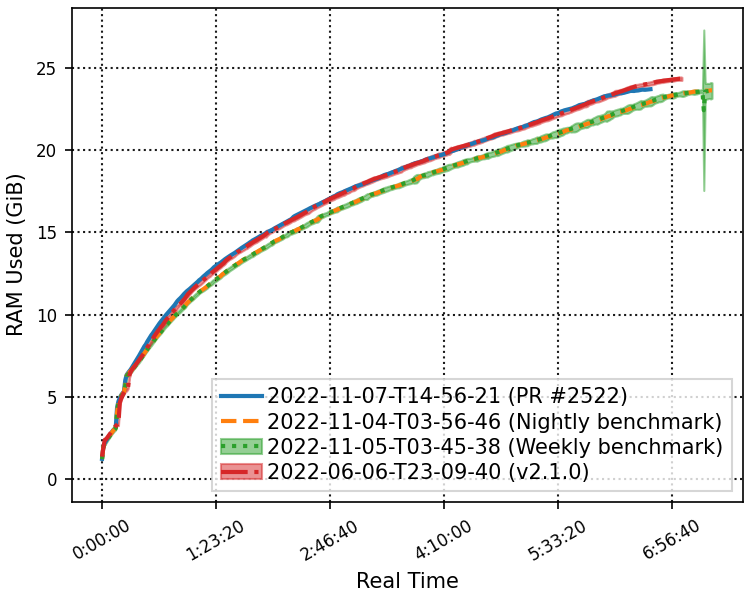 25
20
15
10
5
0
RAM Used (GiB)
2022-11-07-T14-56-21 (PR #2522)
2022-11-04-T03-56-46 (Nightly benchmark)
2022-11-05-T03-45-38 (Weekly benchmark)
2022-06-06-T23-09-40 (v2.1.0)
0:00:00
1:23:20
2:46:40
4:10:00
5:33:20
6:56:40
Real Time